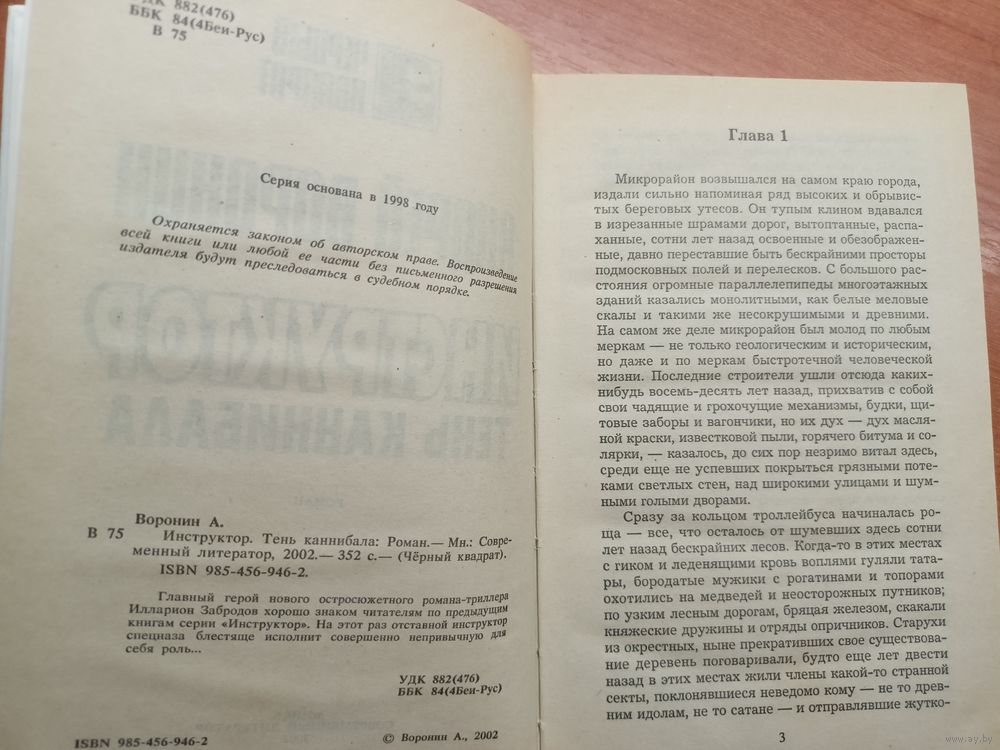 УДК 882(476)
ББК 84(4Беи-Рус)
В 75
Серия основана в 1998 году
Охраняется законом об авторском праве. Воспроизведение
всей книги или любой ее части без письменного разрешения
издателя будут преследоваться в судебном порядке.
Воронин А.
В 75 Инструктор. Тень каннибала: Роман.— Мн.: Совре-
менный литератор, 2002.— 352 с.— (Чёрный квадрат).
ISBN 985-456-946-2.
Главный герой нового остросюжетного романа-триллера
Илларион Забродов хорошо знаком читателям по предыдущим
книгам серии «Инструктор». На этот раз отставной инструктор
спецназа блестяще исполнит совершенно непривычную для
себя роль...
УДК 882(476)
ББК 84(4Беи-Рус)
ISBN 985-456-946-2
© Воронин А., 2002
Глава 1
Микрорайон возвышался на самом краю города,
издали сильно напоминая ряд высоких и обрывис-
тых береговых утесов. Он тупым клином вдавался
в изрезанные шрамами дорог, вытоптанные, распа-
ханные, сотни лет назад освоенные и обезображен-
ные, давно переставшие быть бескрайними просторы
подмосковных полей и перелесков. С большого рас-
стояния огромные параллелепипеды многоэтажных
зданий казались монолитными, как белые меловые
скалы и такими же несокрушимыми и древними.
На самом же деле микрорайон был молод по любым
меркам — не только геологическим и историческим,
но даже и по меркам быстротечной человеческой
жизни. Последние строители ушли отсюда каких-
нибудь восемь-десять лет назад, прихватив с собой
свои чадящие и грохочущие механизмы, будки, щи-
товые заборы и вагончики, но их дух — дух масля-
ной краски, известковой пыли, горячего битума и со-
лярки, — казалось, до сих пор незримо витал здесь,
среди еще не успевших покрыться грязными поте-
ками светлых стен, над широкими улицами и шум-
ными голыми дворами.
Сразу за кольцом троллейбуса начиналась ро-
ща — все, что осталось от шумевших здесь сотни
лет назад бескрайних лесов. Когда-то в этих местах
с гиком и леденящими кровь воплями гуляли тата-
ры, бородатые мужики с рогатинами и топорами
охотились на медведей и неосторожных путников;
по узким лесным дорогам, бряцая железом, скакали
княжеские дружины и отряды опричников. Старухи
из окрестных, ныне прекративших свое существова-
ние деревень поговаривали, будто еще лет двести
назад в этих местах жили члены какой-то странной
секты, поклонявшиеся неведомо кому — не то древ-
ним идолам, не то сатане — и отправлявшие жутко-
3
www.ay.by